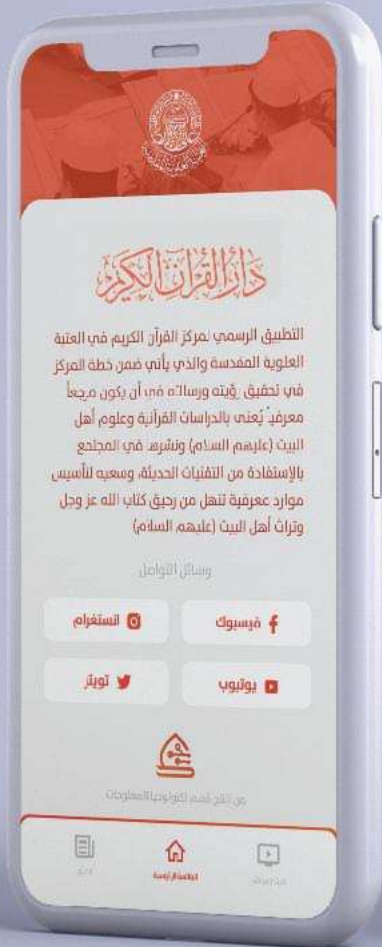 دار القرآن الكريم
التطبيق الرسمي لمركز القرآن الكريم في العتبة
العلوية المقدسة والذي يأتي ضمن خطة المركز
في تحقيق رؤيته ورسالته في أن يكون مرجعاً
معرفياً يُعنى بالدراسات القرآنية وعلوم أهل
البيت (عليهم السلام) ونشرها في المجتمع
بالإستفادة من التقنيات الحديثة، وسعيه لتأسيس
موارد معرفية تنهل من رحيق كتاب الله عز وجل
وتراث أهل البيت (عليهم السلام)
وسائل التواصل
فيسبوك
انستغرام
يوتيوب
تويتر
من انتاج قسم تكنولوجيا المعلومات
القائمة الرئيسية